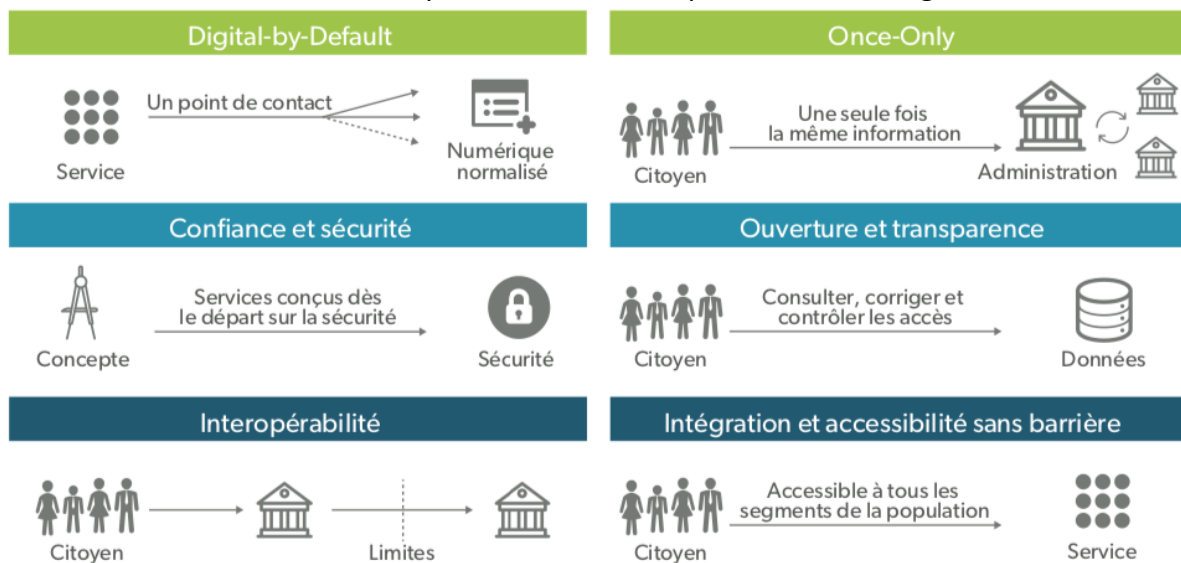 Digital-by-Default
Un point de contact
Service
Numérique
normalisé
Once-Only
Une seule fois
la même information
Citoyen
Administration
Confiance et sécurité
Services conçus dès
le départ sur la sécurité
Concepte
Sécurité
Ouverture et transparence
Consulter, corriger et
contrôler les accès
Citoyen
Données
Interopérabilité
Citoyen
Limites
Intégration et accessibilité sans barrière
Accessible à tous les
segments de la population
Citoyen
Service